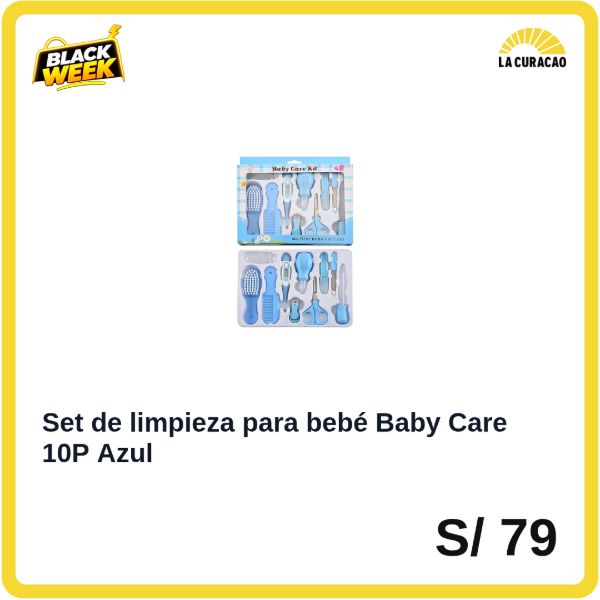 BLACK
WEEK
LA CURACAO
Baby Care Kit
Set de limpieza para bebé Baby Care
10P Azul
S/ 79